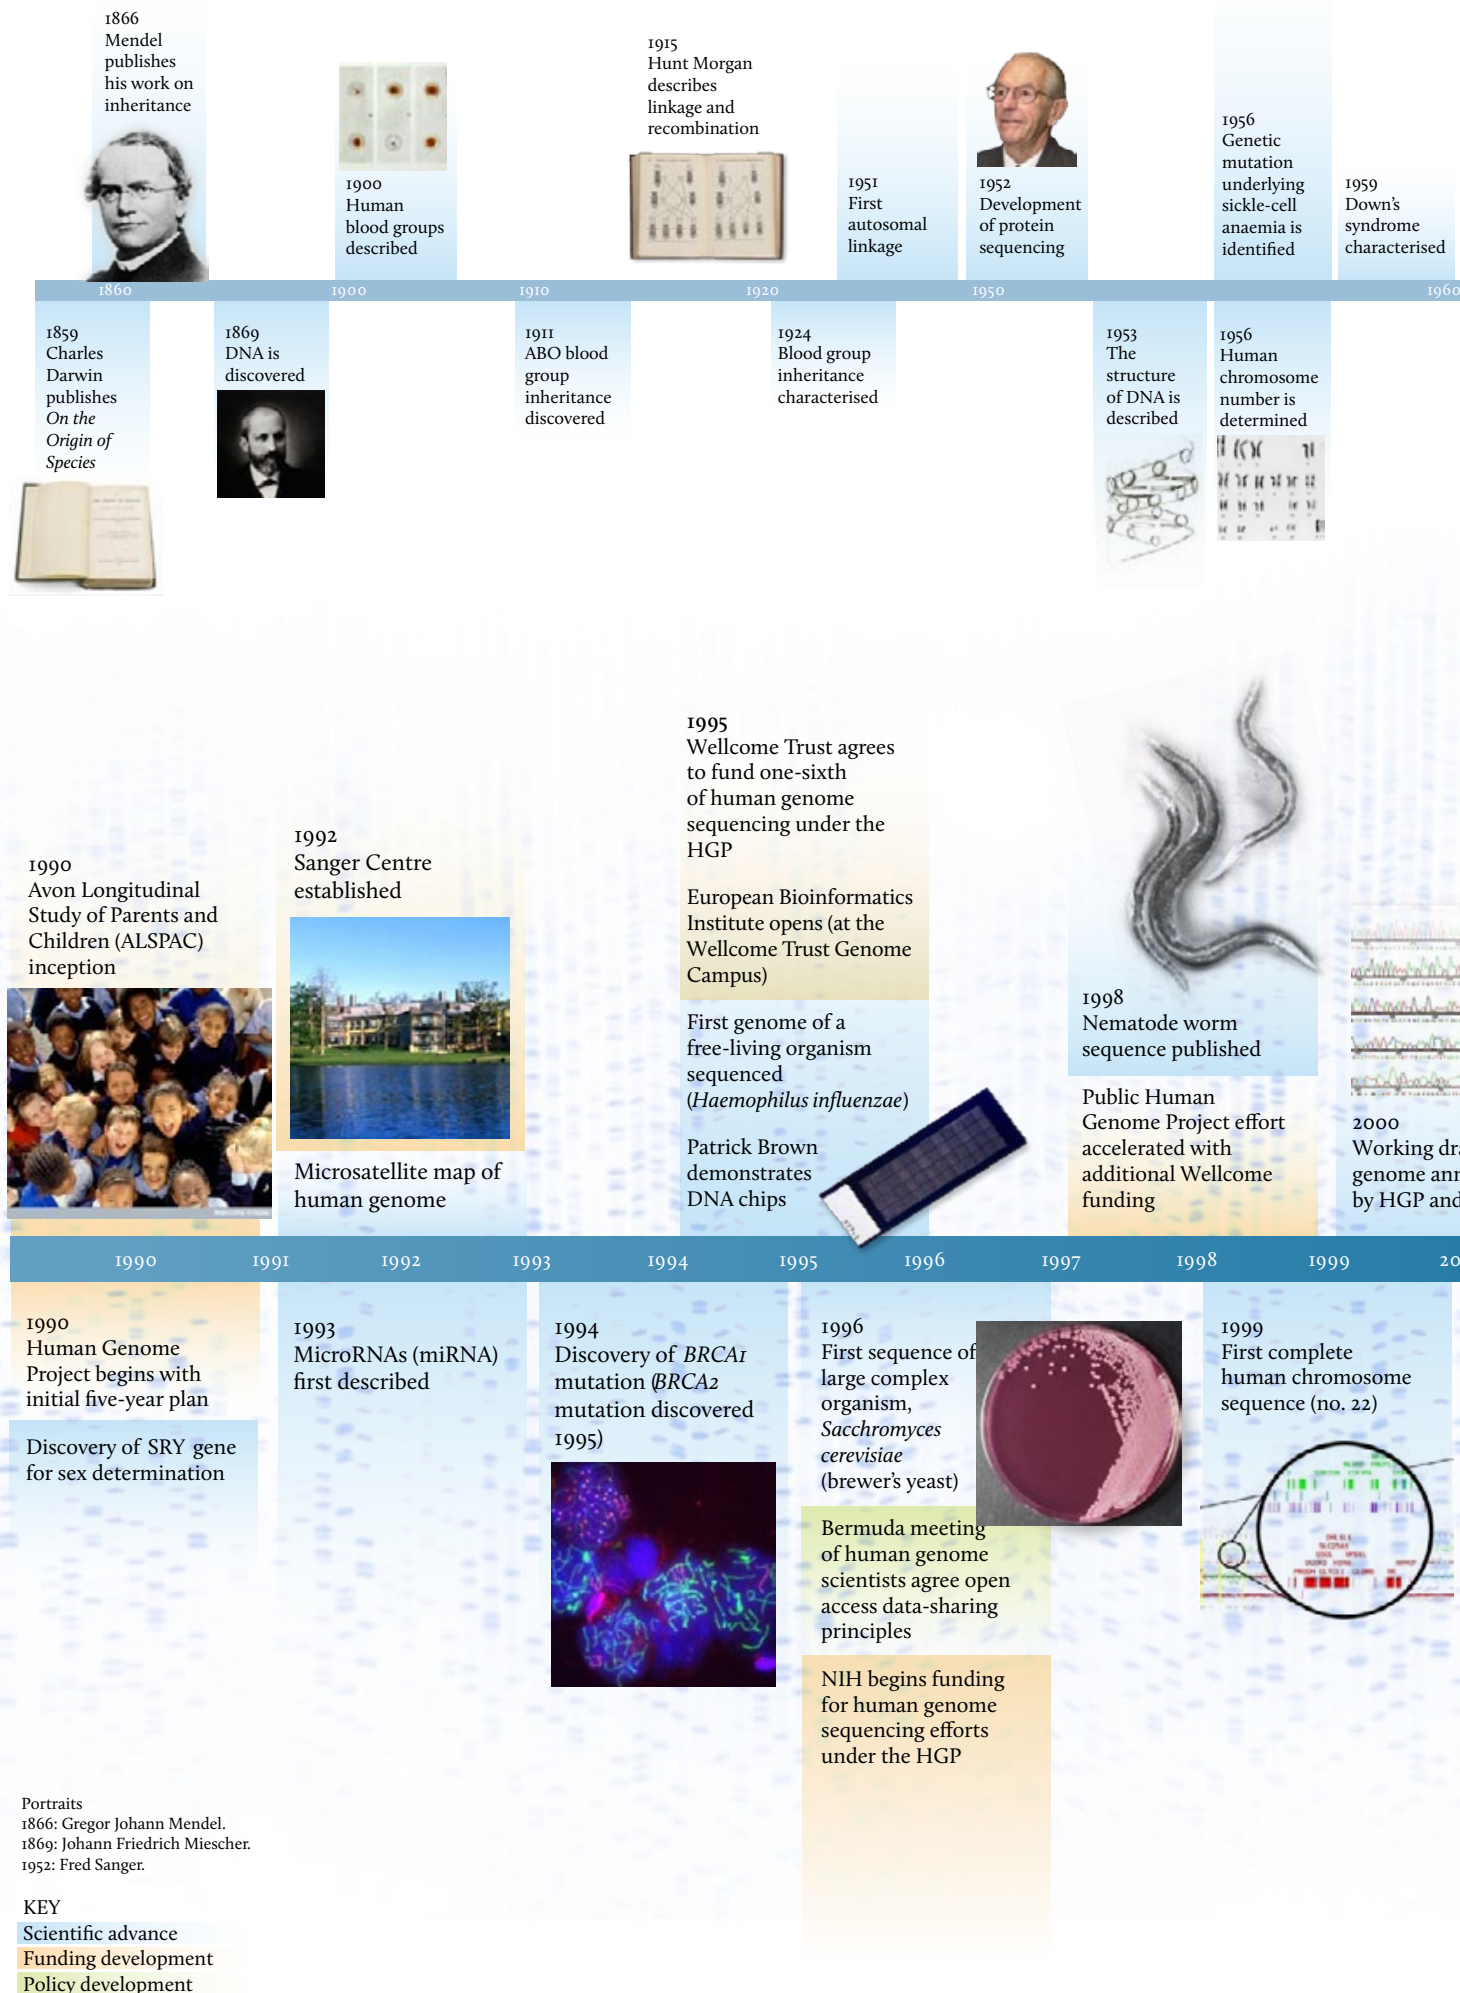 1866
Mendel
publishes
his work on
inheritance
1900
Human
blood groups
described
1915
Hunt Morgan
describes
linkage and
recombination
1951
First
autosomal
linkage
1952
Development
of protein
sequencing
1956
Genetic
mutation
underlying
sickle-cell
anaemia is
identified
1959
Down's
syndrome
characterised
1860 1900 1910 1920 1950 1960
1859
Charles
Darwin
publishes
On the
Origin of
Species
1869
DNA is
discovered
1911
ABO blood
group
inheritance
discovered
1924
Blood group
inheritance
characterised
1953
The
structure
of DNA is
described
1956
Human
chromosome
number is
determined
1990
Avon Longitudinal
Study of Parents and
Children (ALSPAC)
inception
1992
Sanger Centre
established
Microsatellite map of
human genome
1995
Wellcome Trust agrees
to fund one-sixth
of human genome
sequencing under the
HGP
European Bioinformatics
Institute opens (at the
Wellcome Trust Genome
Campus)
First genome of a
free-living organism
sequenced
(Haemophilus influenzae)
Patrick Brown
demonstrates
DNA chips
1998
Nematode worm
sequence published
Public Human
Genome Project effort
accelerated with
additional Wellcome
funding
2000
Working
genome
by HGP and
1990 1991 1992 1993 1994 1995 1996 1997 1998 1999 20
1990
Human Genome
Project begins with
initial five-year plan
Discovery of SRY gene
for sex determination
1993
MicroRNAs (miRNA)
first described
1994
Discovery of BRCA1
mutation (BRCA2
mutation discovered
1995)
1996
First sequence of
large complex
organism,
Sacchromyces
cerevisiae
(brewer's yeast)
Bermuda meeting
of human genome
scientists agree open
access data-sharing
principles
NIH begins funding
for human genome
sequencing efforts
under the HGP
1999
First complete
human chromosome
sequence (no. 22)
Portraits
1866: Gregor Johann Mendel.
1869: Johann Friedrich Miescher.
1952: Fred Sanger.
KEY
Scientific advance
Funding development
Policy development